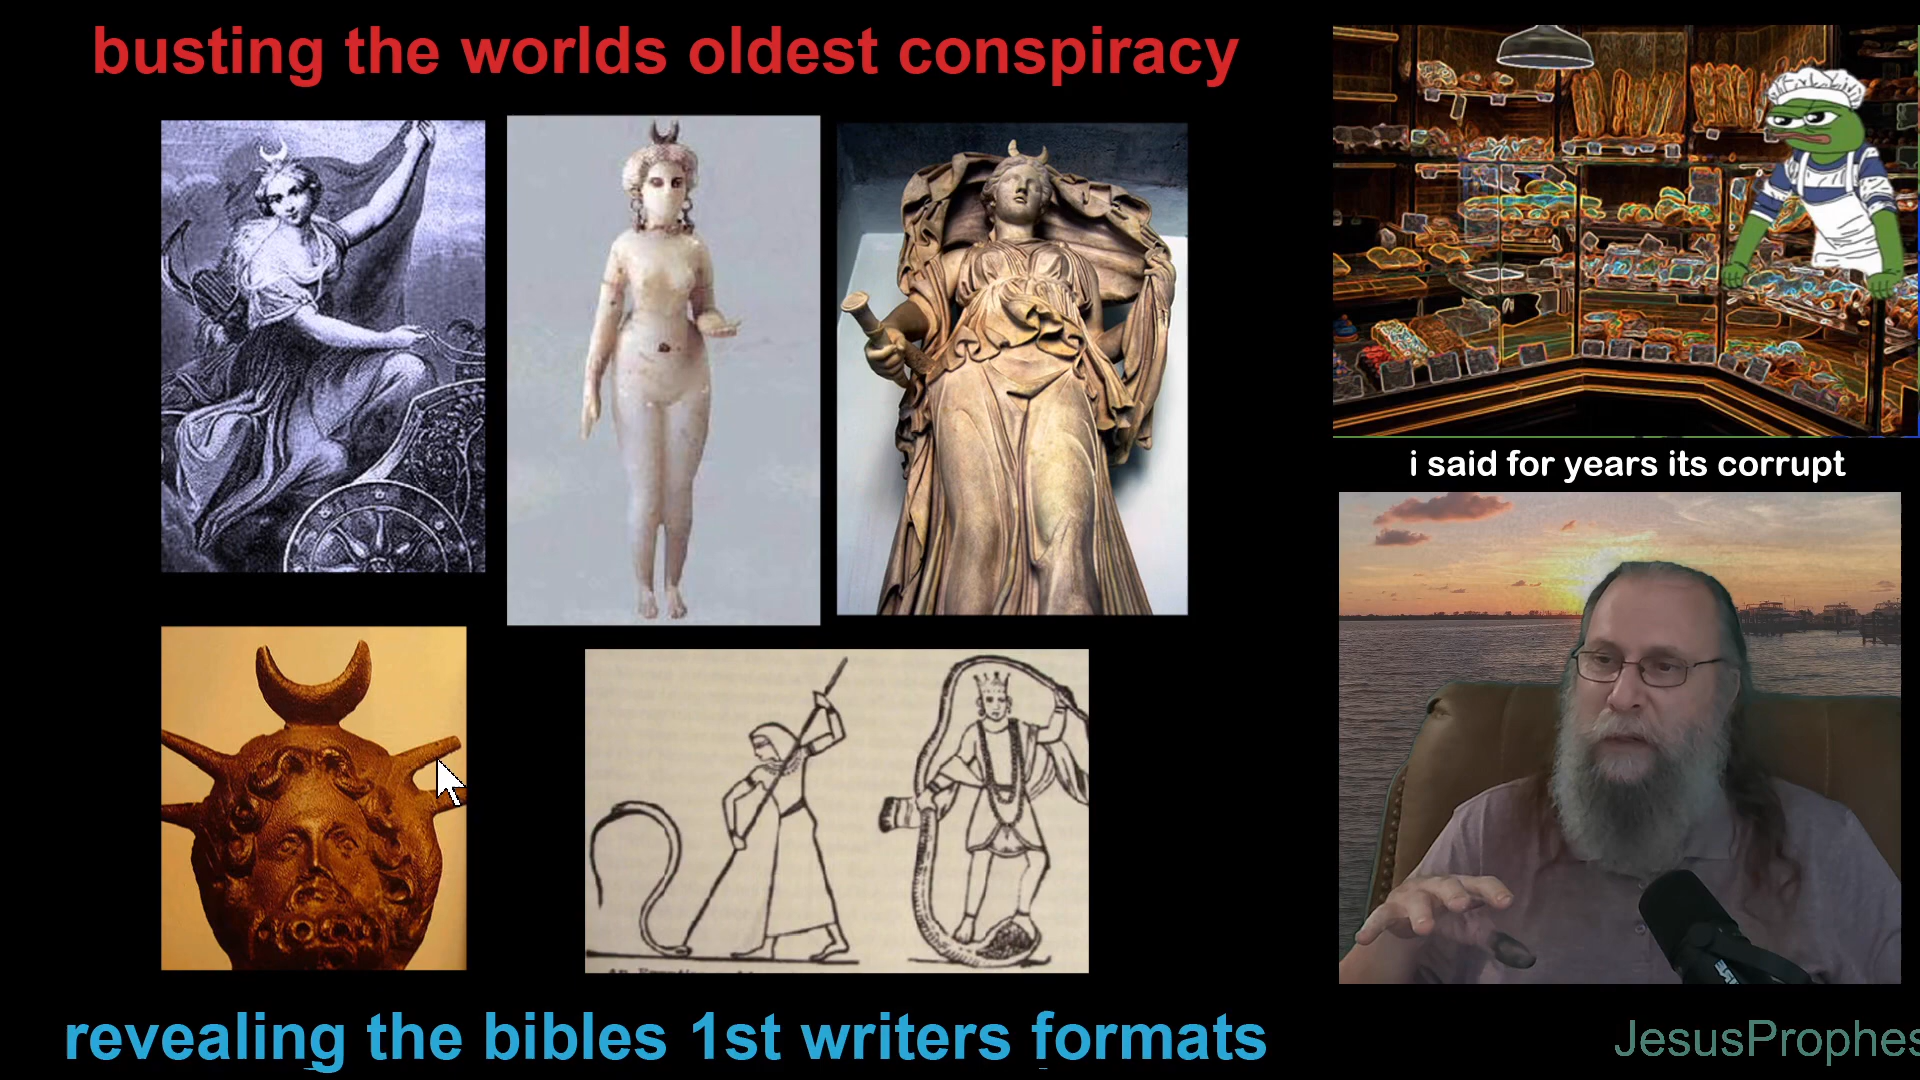 busting the worlds oldest conspiracy
i said for years its corrupt
revealing the bibles 1st writers formats
JesusProphes